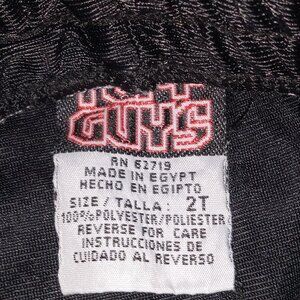 GUYS
RN 62719
MADE IN EGYPT
HECHO EN EGIPTO
SIZE / TALLA : 2T
100%POLYESTER/POLIESTER
REVERSE FOR CARE
INSTRUCCIONES DE
CUIDADO AL REVERSO